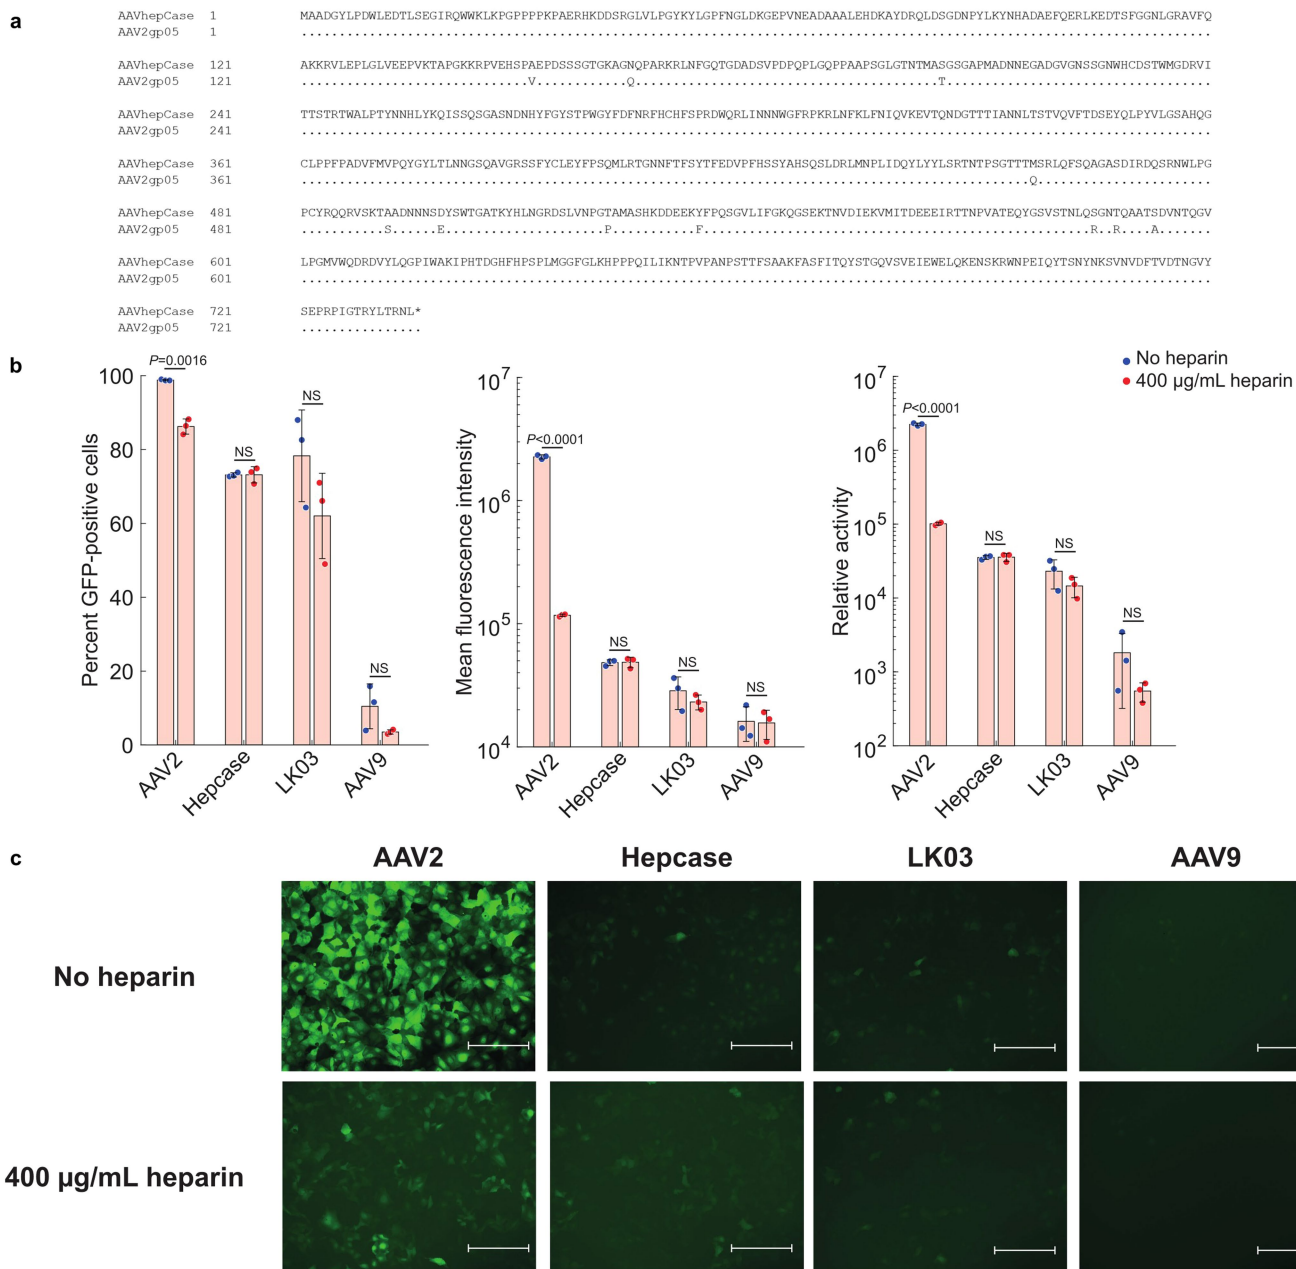 a
AAVhepCase 1 MAADGYLPDWLEDTLSEGIRQWWKLKPGPPPPKPAERHKDDSRGLVLPGYKYLGPFNGLDKGEPVNEADAAALEHDKAYDRQLDSGDNPYLKYNHADAEFQERLKEDTSFGGNLGRAVFQ
AAV2gp05 1 ........................................................................................................................
AAVhepCase 121 AKKRVLEPLGLVEEPVKTAPGKKRPVEHSPAEPDSSSGTGKAGNQPARKRLNFGQTGDADSVPDPQPLGQPPAAPSGLGTNTMASGSGAPMADNNEGADGVGNSSGNWHCDSTWMGDRVI
AAV2gp05 121 ..............................V............Q........................................T...................................
AAVhepCase 241 TTSTRTWALPTYNNHLYKQISSQSGASNDNHYFGYSTPWGYFDFNRFHCHFSPRDWQRLINNNWGFRPKRLNFKLFNIQVKEVTQNDGTTTIANNLTSTVQVFTDSEYQLPYVLGSAHQG
AAV2gp05 241 ........................................................................................................................
AAVhepCase 361 CLPPFPADVFMVPQYGYLTLNNGSQAVGRSSFYCLEYFPSQMLRTGNNFTFSYTFEDVPFHSSYAHSQSLDRLMNPLIDQYLYYLSRTNTPSGTTTMSRLQFSQAGASDIRDQSRNWLPG
AAV2gp05 361 ................................................................................................Q.......................
AAVhepCase 481 PCYRQQRVSKTAADNNNSDYSWTGATKYHLNGRDSLVNPGTAMASHKDDEEKYFPQSGVLIFGKQGSEKTNVDIEKVMITDEEEIRTTNPVATEQYGSVSTNLQSGNTQAATSDVNTQGV
AAV2gp05 481 ...........S......E.....................P...........F...................................................R..R....A.......
AAVhepCase 601 LPGMVWQDRDVYLQGPIWAKIPHTDGHFHPSPLMGGFGLKHPPPQILIKNTPVPANPSTTFSAAKFASFITQYSTGQVSVEIEWELQKENSKRWNPEIQYTSNYNKSVNVDFTVDTNGVY
AAV2gp05 601 ........................................................................................................................
AAVhepCase 721 SEPRPIGTRYLTRNL*
AAV2gp05 721 ................
b
No heparin
400 µg/mL heparin
Percent GFP-positive cells
100
80
60
40
20
0
P=0.0016
NS
NS
NS
AAV2
Hepcase
LK03
AAV9
Mean fluorescence intensity
10⁷
10⁶
10⁵
10⁴
P<0.0001
NS
NS
NS
AAV2
Hepcase
LK03
AAV9
Relative activity
10⁷
10⁶
10⁵
10⁴
10³
10²
P<0.0001
NS
NS
NS
AAV2
Hepcase
LK03
AAV9
c
AAV2 Hepcase LK03 AAV9
No heparin
400 µg/mL heparin